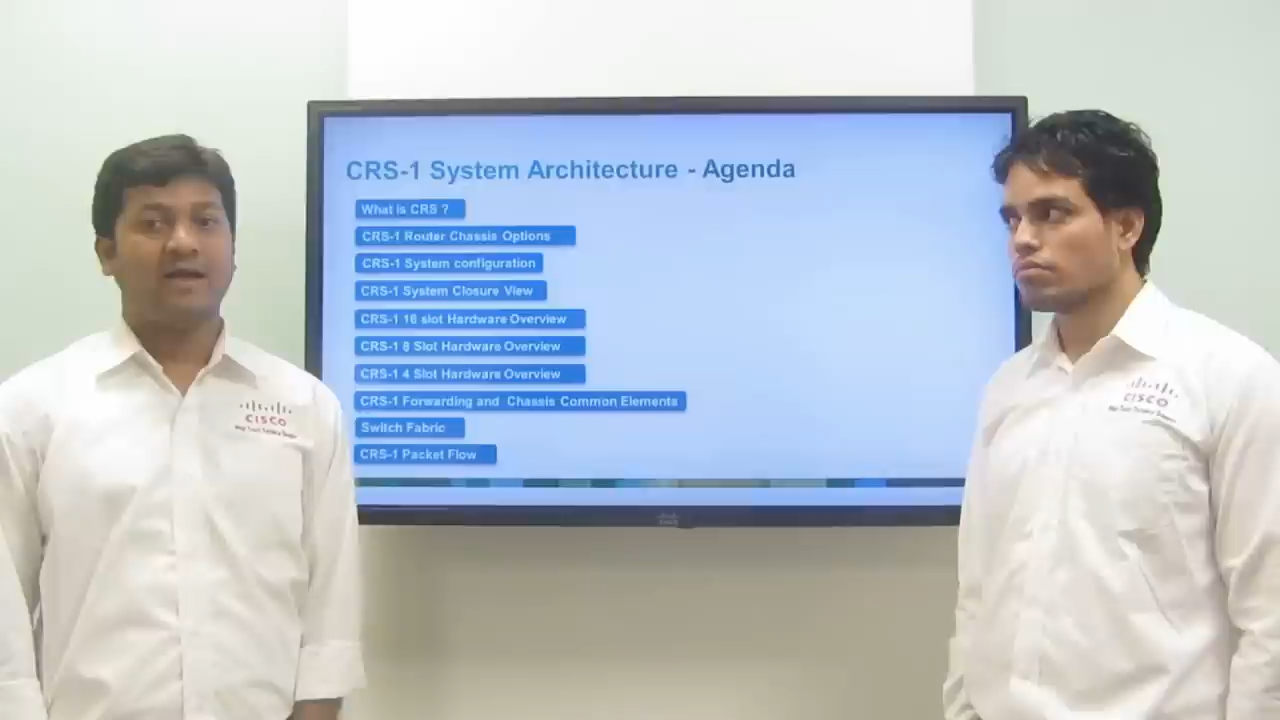 CRS-1 System Architecture - Agenda
What is CRS ?
CRS-1 Router Chassis Options
CRS-1 System configuration
CRS-1 System Closure View
CRS-1 16 slot Hardware Overview
CRS-1 8 Slot Hardware Overview
CRS-1 4 Slot Hardware Overview
CRS-1 Forwarding and Chassis Common Elements
Switch Fabric
CRS-1 Packet Flow
CISCO
CISCO